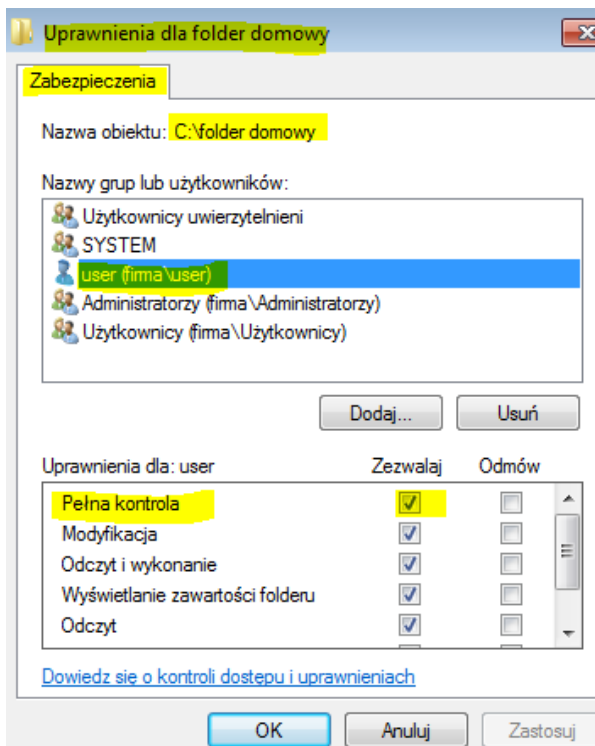 Uprawnienia dla folder domowy
Zabezpieczenia
Nazwa obiektu: C:\folder domowy
Nazwy grup lub użytkowników:
Użytkownicy uwierzytelnieni
SYSTEM
user (firma\user)
Administratorzy (firma\Administratorzy)
Użytkownicy (firma\Użytkownicy)
Dodaj... Usuń
Uprawnienia dla: user Zezwalaj Odmów
Pełna kontrola
Modyfikacja
Odczyt i wykonanie
Wyświetlanie zawartości folderu
Odczyt
Dowiedz się o kontroli dostępu i uprawnieniach
OK Anuluj Zastosuj